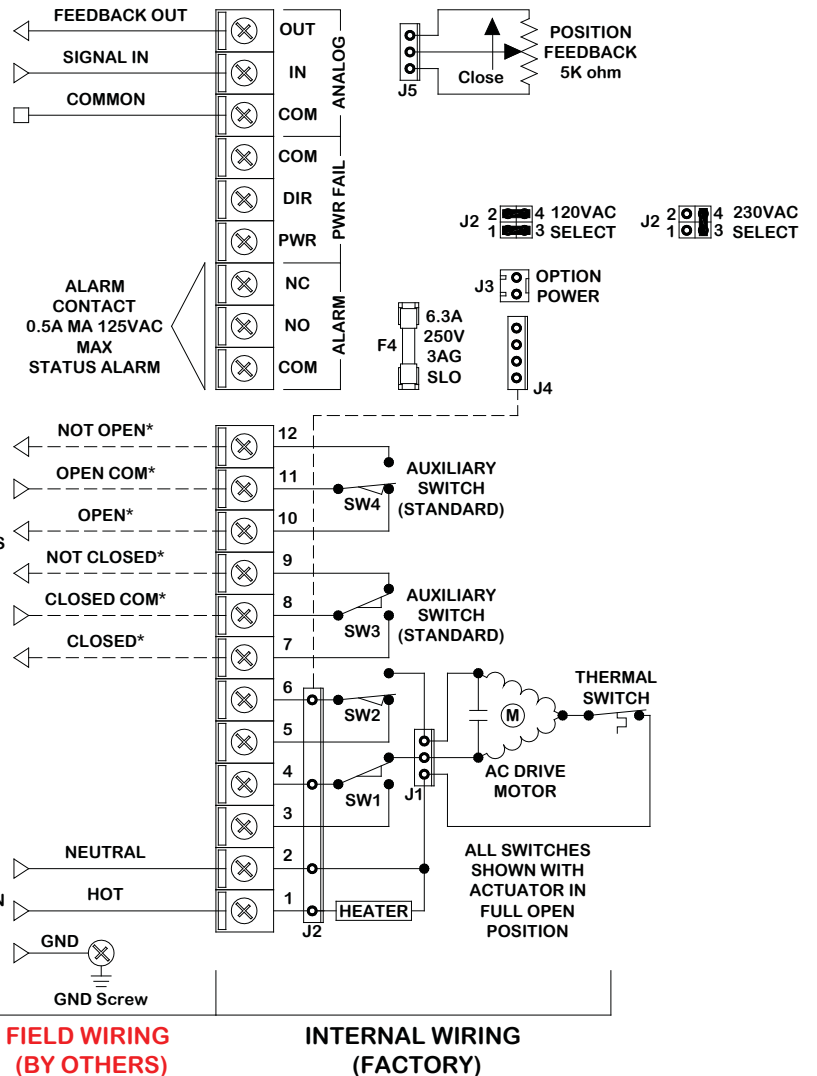 FEEDBACK OUT
OUT
SIGNAL IN
IN
COMMON
COM
ANALOG
COM
DIR
PWR
PWR FAIL
NC
NO
COM
ALARM
ALARM
CONTACT
0.5A MA 125VAC
MAX
STATUS ALARM
J5
Close
POSITION
FEEDBACK
5K ohm
J2
2
4
120VAC
1
3
SELECT
J2
2
4
230VAC
1
3
SELECT
J3
OPTION
POWER
F4
6.3A
250V
3AG
SLO
J4
NOT OPEN*
12
OPEN COM*
11
OPEN*
10
SW4
AUXILIARY
SWITCH
(STANDARD)
S
NOT CLOSED*
9
CLOSED COM*
8
CLOSED*
7
SW3
AUXILIARY
SWITCH
(STANDARD)
6
SW2
5
4
SW1
3
J1
M
AC DRIVE
MOTOR
THERMAL
SWITCH
NEUTRAL
2
N
HOT
1
HEATER
J2
ALL SWITCHES
SHOWN WITH
ACTUATOR IN
FULL OPEN
POSITION
GND
GND Screw
FIELD WIRING
(BY OTHERS)
INTERNAL WIRING
(FACTORY)